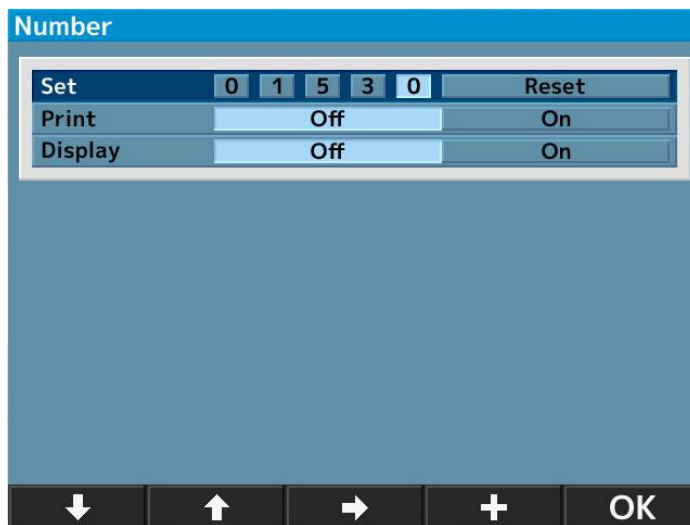 Number
Set 0 1 5 3 0 Reset
Print Off On
Display Off On
OK